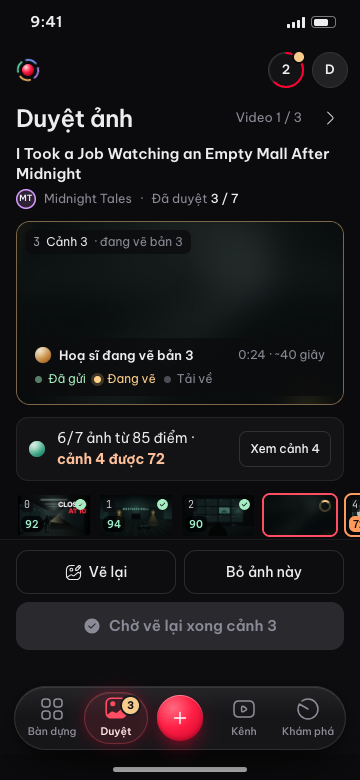 9:41
2
D
Duyệt ảnh
Video 1 / 3
I Took a Job Watching an Empty Mall After
Midnight
MT Midnight Tales · Đã duyệt 3 / 7
3 Cảnh 3 · đang vẽ bản 3
Hoạ sĩ đang vẽ bản 3
0:24 · ~40 giây
Đã gửi Đang vẽ Tải về
6/7 ảnh từ 85 điểm ·
cảnh 4 được 72
Xem cảnh 4
0 1 2 4
92 94 90
Vẽ lại
Bỏ ảnh này
Chờ vẽ lại xong cảnh 3
3
Bàn dựng Duyệt Kênh Khám phá